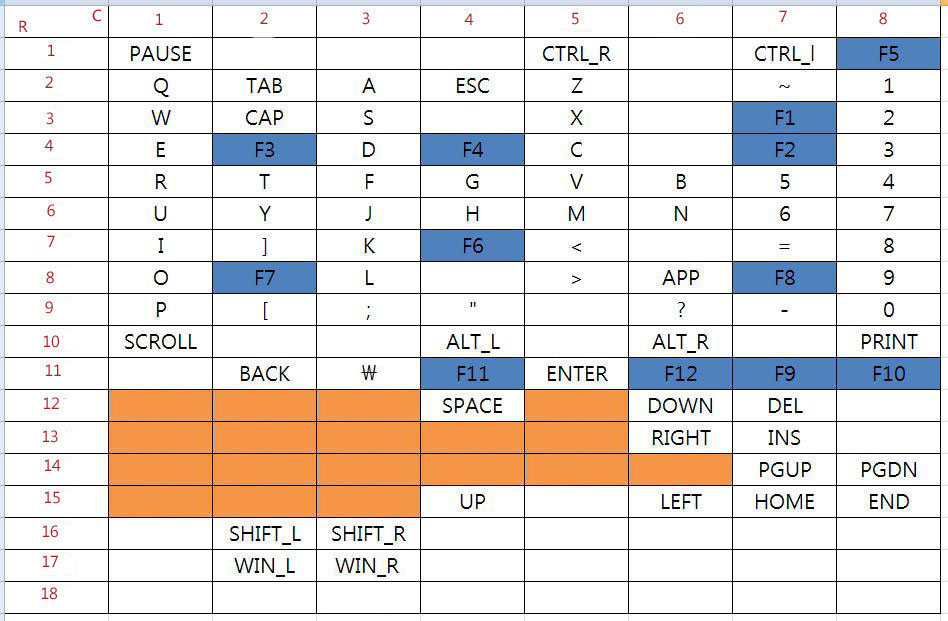 R C 1 2 3 4 5 6 7 8
1 PAUSE CTRL_R CTRL_l F5
2 Q TAB A ESC Z ~ 1
3 W CAP S X F1 2
4 E F3 D F4 C F2 3
5 R T F G V B 5 4
6 U Y J H M N 6 7
7 I ] K F6 < = 8
8 O F7 L > APP F8 9
9 P [ ; " ? - 0
10 SCROLL ALT_L ALT_R PRINT
11 BACK ₩ F11 ENTER F12 F9 F10
12 SPACE DOWN DEL
13 RIGHT INS
14 PGUP PGDN
15 UP LEFT HOME END
16 SHIFT_L SHIFT_R
17 WIN_L WIN_R
18